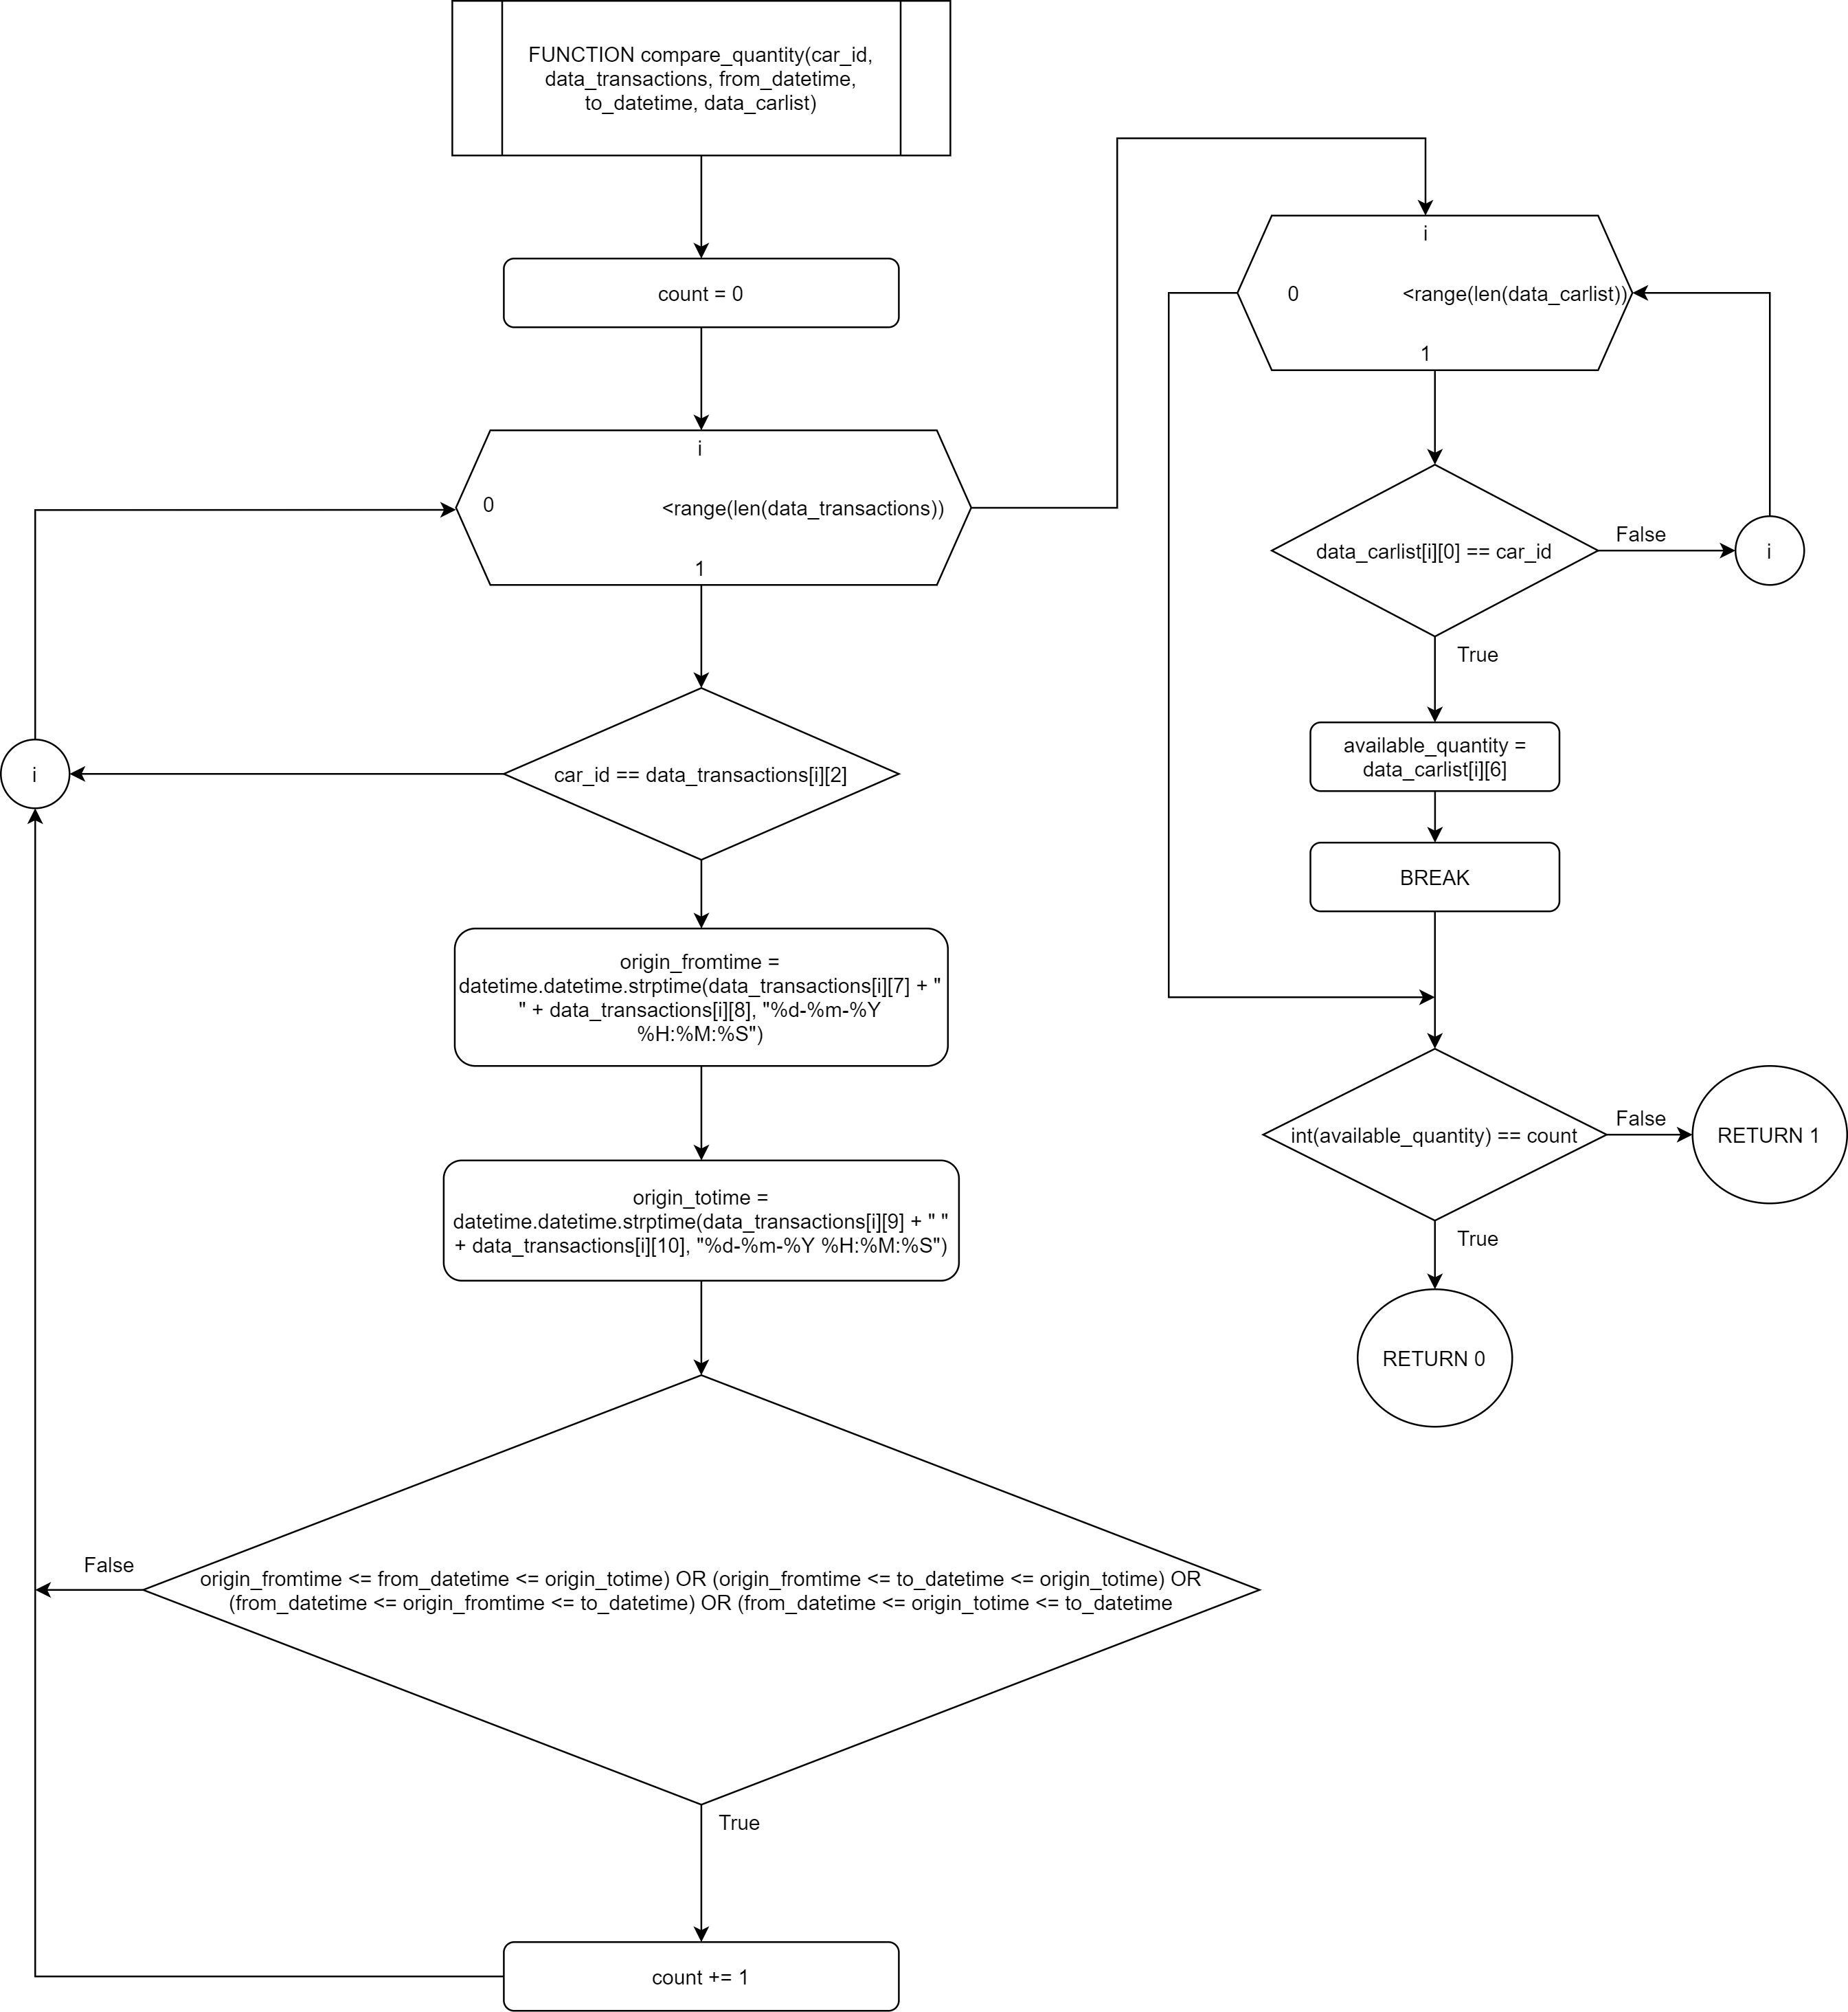 FUNCTION compare_quantity(car_id,
data_transactions, from_datetime,
to_datetime, data_carlist)
count = 0
i
0
<range(len(data_transactions))
1
car_id == data_transactions[i][2]
i
origin_fromtime =
datetime.datetime.strptime(data_transactions[i][7] + "
" + data_transactions[i][8], "%d-%m-%Y
%H:%M:%S")
origin_totime =
datetime.datetime.strptime(data_transactions[i][9] + " "
+ data_transactions[i][10], "%d-%m-%Y %H:%M:%S")
False
origin_fromtime <= from_datetime <= origin_totime) OR (origin_fromtime <= to_datetime <= origin_totime) OR
(from_datetime <= origin_fromtime <= to_datetime) OR (from_datetime <= origin_totime <= to_datetime
True
count += 1
i
0
<range(len(data_carlist))
1
data_carlist[i][0] == car_id
False
i
True
available_quantity =
data_carlist[i][6]
BREAK
int(available_quantity) == count
False
RETURN 1
True
RETURN 0